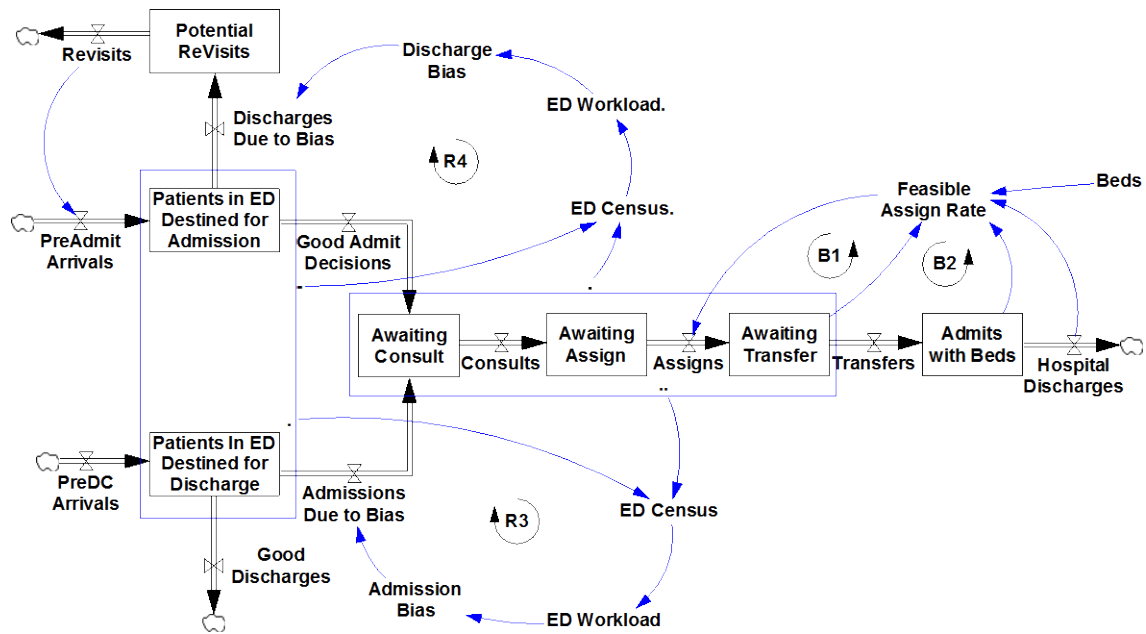 Potential
ReVisits
Revisits
Discharge
Bias
ED Workload.
Discharges
Due to Bias
R4
Patients in ED
Destined for
Admission
ED Census.
Feasible
Assign Rate
Beds
PreAdmit
Arrivals
Good Admit
Decisions
B1
B2
Awaiting
Consult
Consults
Awaiting
Assign
Assigns
Awaiting
Transfer
Transfers
Admits
with Beds
Hospital
Discharges
..
Patients In ED
Destined for
Discharge
PreDC
Arrivals
Admissions
Due to Bias
R3
ED Census
Good
Discharges
Admission
Bias
ED Workload